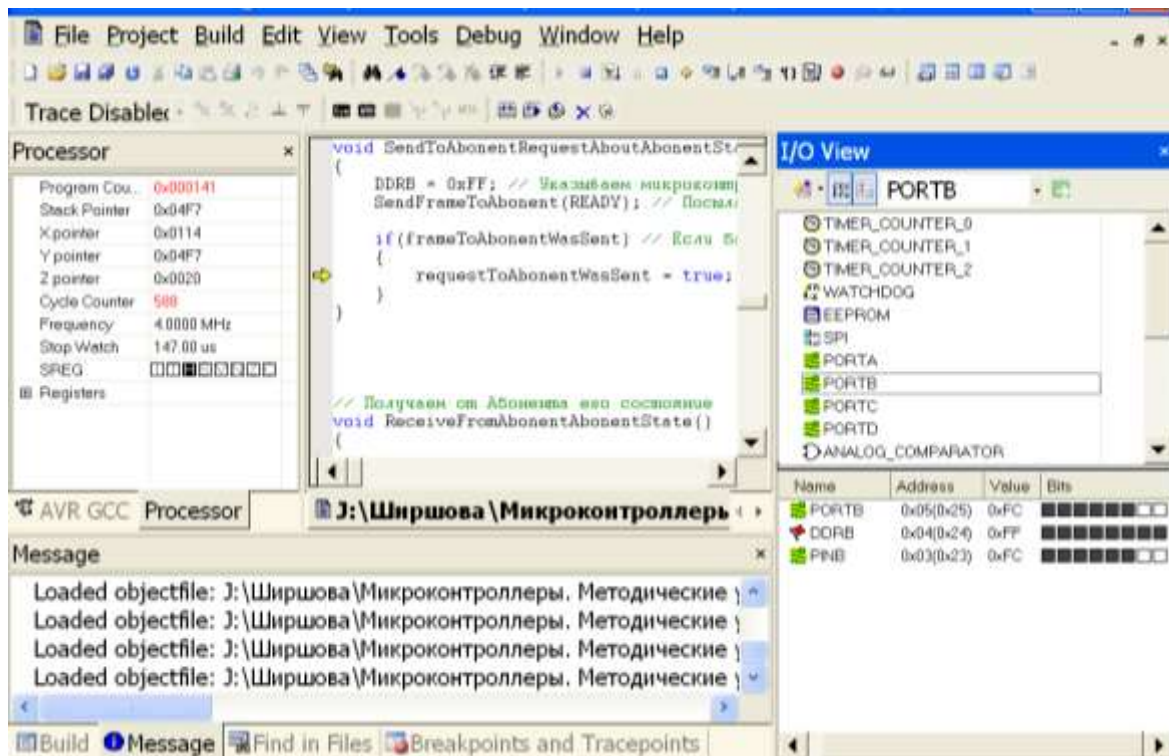 File Project Build Edit View Tools Debug Window Help
Trace Disablec
Processor
Program Cou.. 0x000141
Stack Pointer 0x04F7
X pointer 0x0114
Y pointer 0x04F7
Z pointer 0x0020
Cycle Counter 588
Frequency 4.0000 MHz
Stop Watch 147.00 us
SREG
Registers
AVR GCC Processor
void SendToAbonentRequestAboutAbonentSt
{
DDRB = 0xFF; // Указываем
SendFrameToAbonent(READY); //
if(frameToAbonentWasSent) // Если
{
requestToAbonentWasSent = true;
}
}
// Получаем от Абонента его состояние
void ReceiveFromAbonentAbonentState()
{
J:\Ширшова\Микроконтроллеры
I/O View
PORTB
TIMER_COUNTER_0
TIMER_COUNTER_1
TIMER_COUNTER_2
WATCHDOG
EEPROM
SPI
PORTA
PORTB
PORTC
PORTD
ANALOG_COMPARATOR
Name Address Value Bits
PORTB 0x05(0x25) 0xFC
DDRB 0x04(0x24) 0xFF
PINB 0x03(0x23) 0xFC
Message
Loaded objectfile: J:\Ширшова\Микроконтроллеры. Методические
Loaded objectfile: J:\Ширшова\Микроконтроллеры. Методические
Loaded objectfile: J:\Ширшова\Микроконтроллеры. Методические
Loaded objectfile: J:\Ширшова\Микроконтроллеры. Методические
Build Message Find in Files Breakpoints and Tracepoints